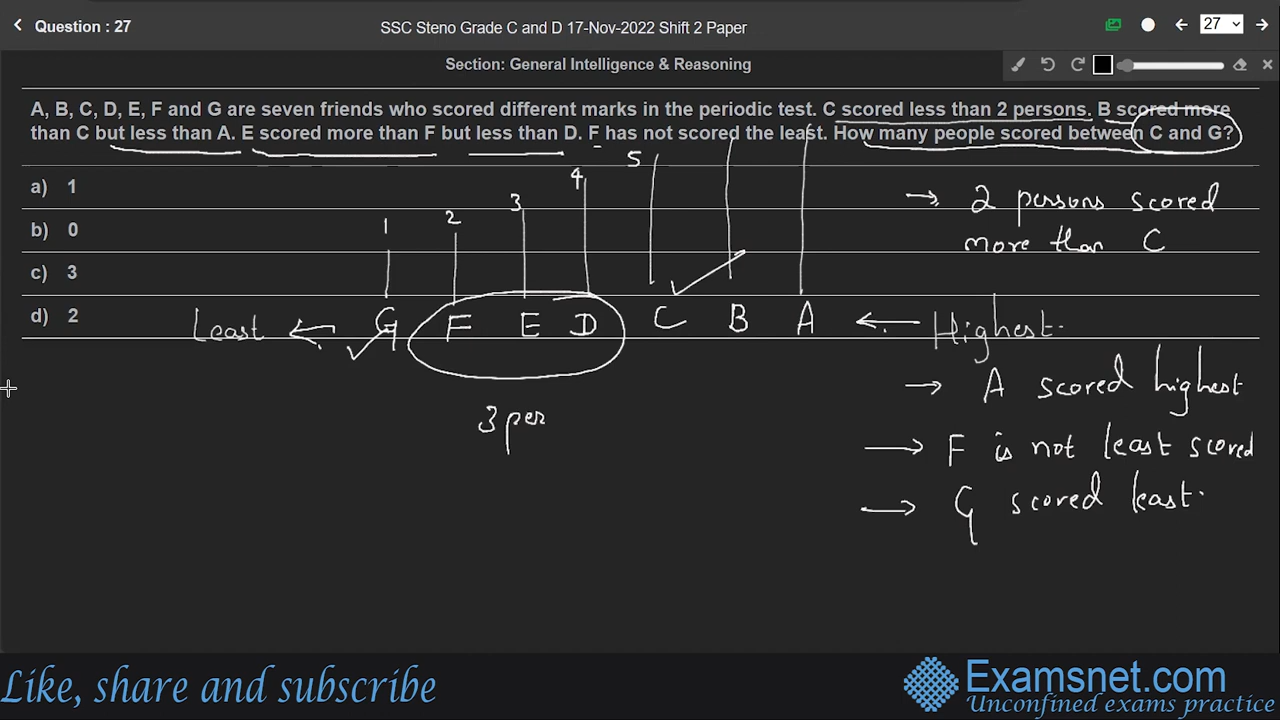 Question : 27
SSC Steno Grade C and D 17-Nov-2022 Shift 2 Paper
27
Section: General Intelligence & Reasoning
A, B, C, D, E, F and G are seven friends who scored different marks in the periodic test. C scored less than 2 persons. B scored more
than C but less than A. E scored more than F but less than D. F has not scored the least. How many people scored between C and G?
a) 1
b) 0
c) 3
d) 2
1 2 3 4 5
→ 2 persons scored
more than C
Least ← G F E D C B A ← Highest.
→ A scored highest
3 per
→ F is not least scored
→ G scored least.
Like, share and subscribe
Examsnet.com
Unconfined exams practice